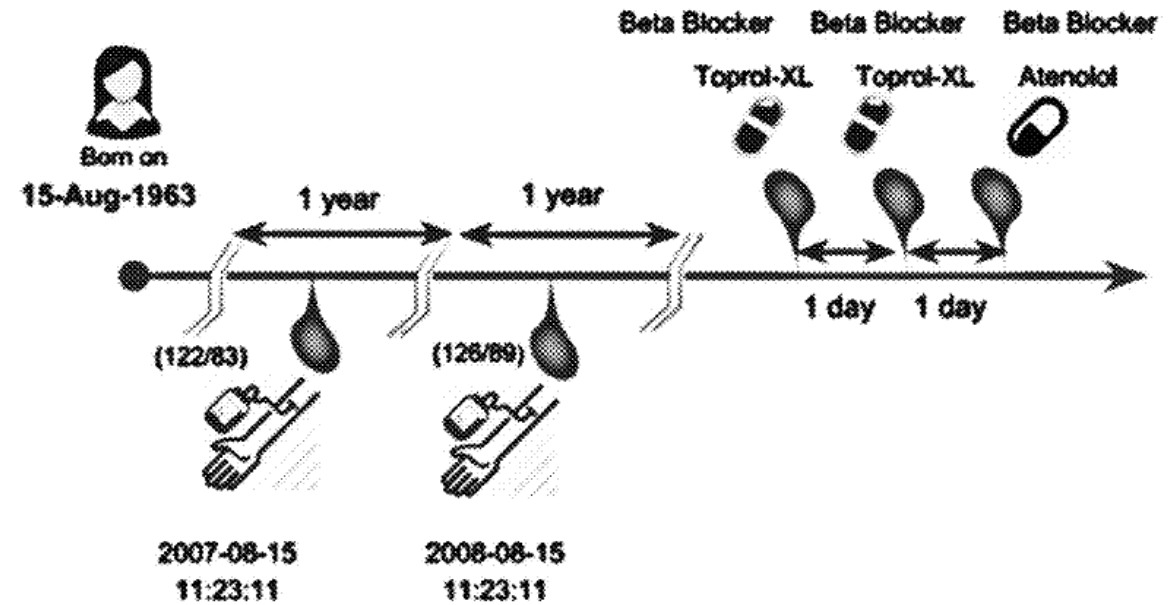 Beta Blocker Beta Blocker Beta Blocker
Toprol-XL Toprol-XL Atenolol
Born on
15-Aug-1963
1 year 1 year
1 day 1 day
(122/83) (126/89)
2007-08-15 2008-08-15
11:23:11 11:23:11